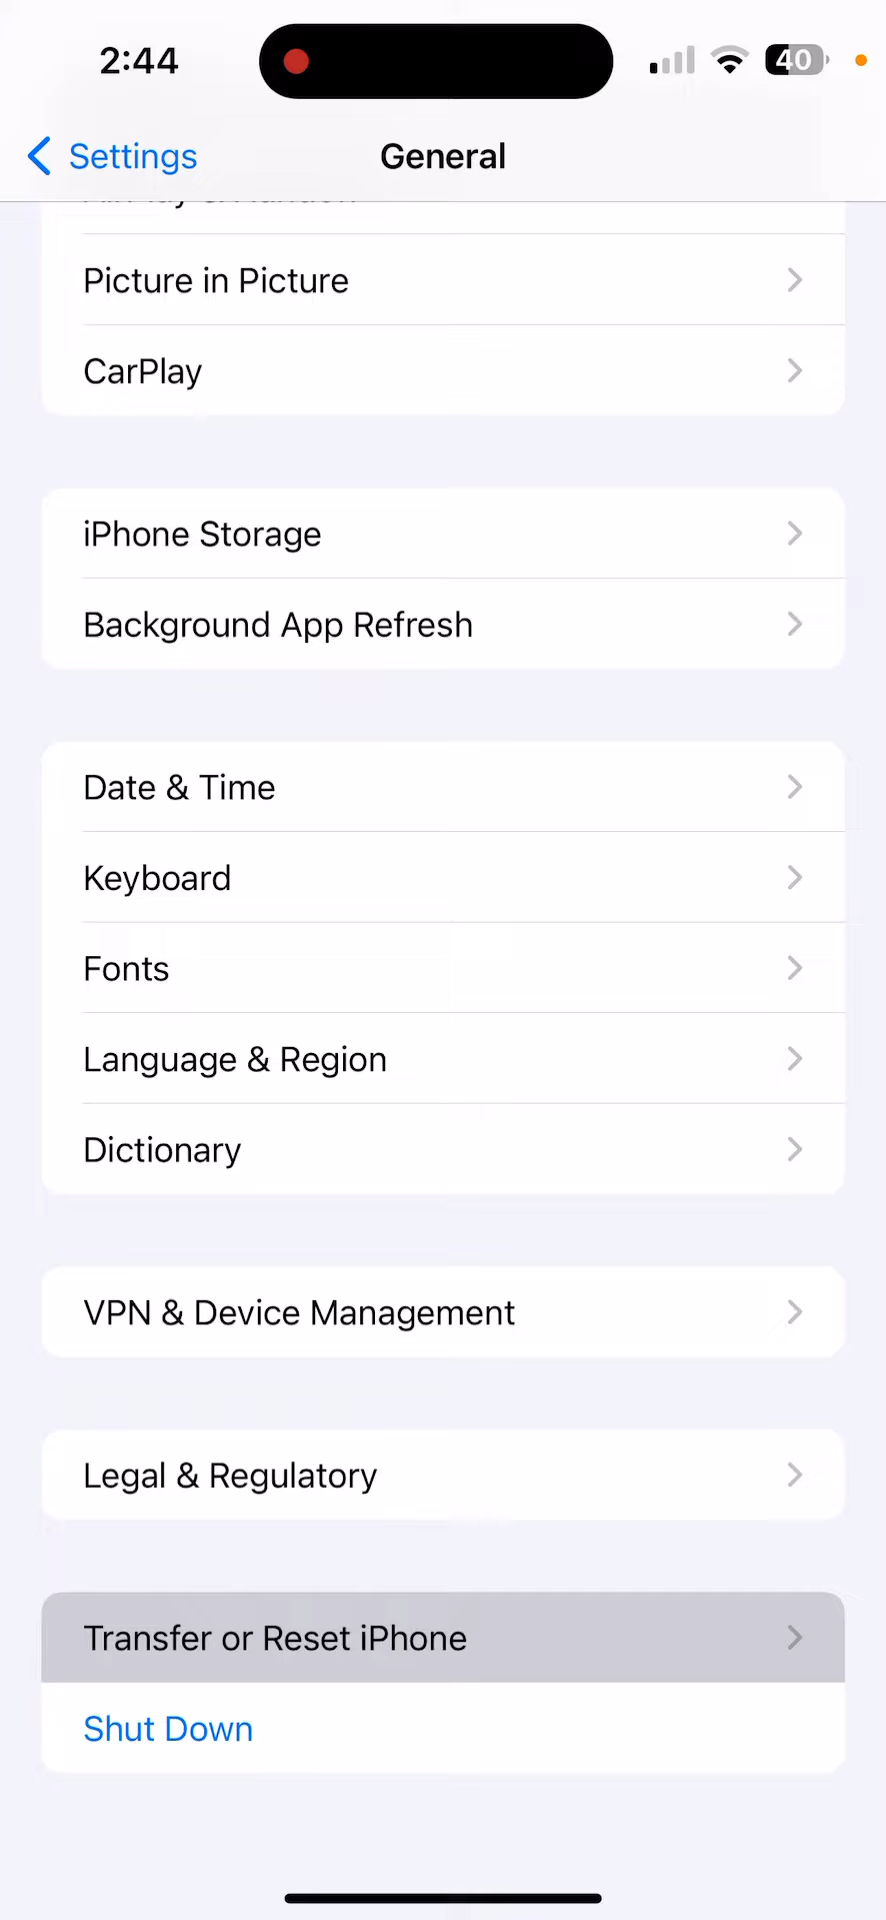 2:44
40
Settings
General
Picture in Picture
CarPlay
iPhone Storage
Background App Refresh
Date & Time
Keyboard
Fonts
Language & Region
Dictionary
VPN & Device Management
Legal & Regulatory
Transfer or Reset iPhone
Shut Down